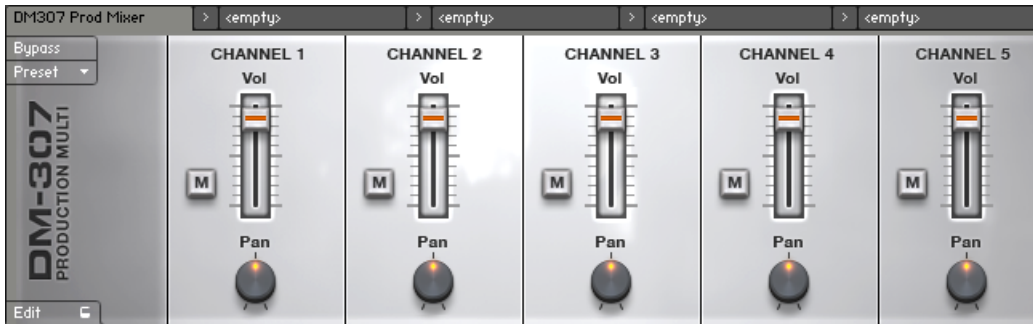 DM307 Prod Mixer > <empty> > <empty> > <empty> > <empty>
Bypass
Preset
DM-307
PRODUCTION MULTI
Edit
CHANNEL 1
Vol
M
Pan
CHANNEL 2
Vol
M
Pan
CHANNEL 3
Vol
M
Pan
CHANNEL 4
Vol
M
Pan
CHANNEL 5
Vol
M
Pan